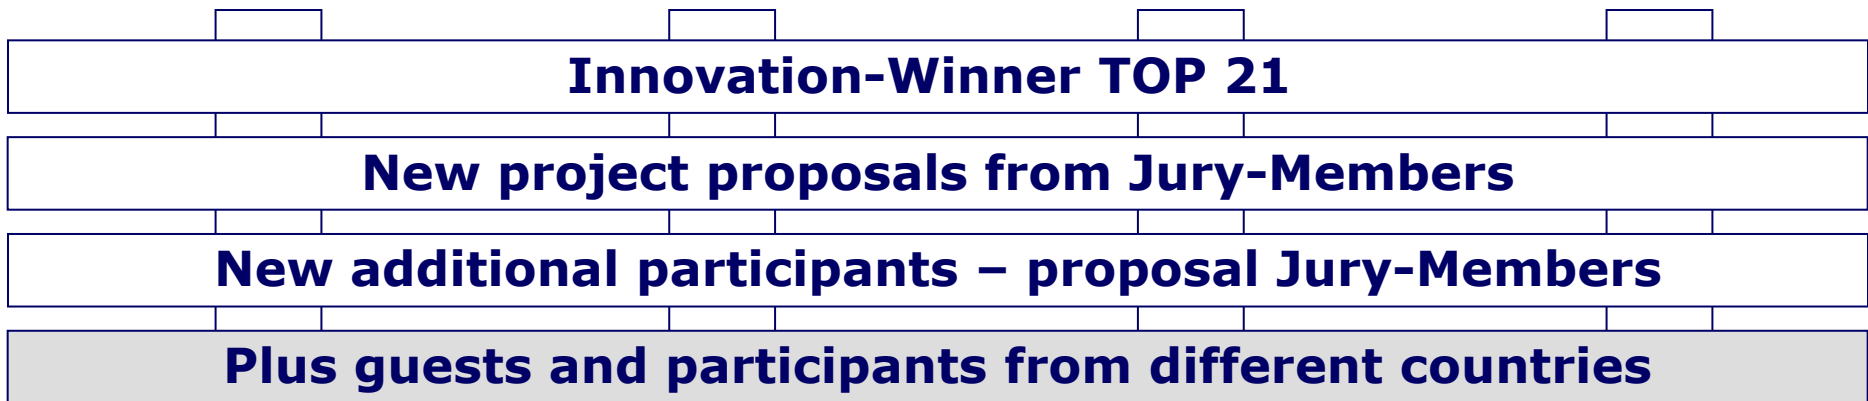 Innovation-Winner TOP 21
New project proposals from Jury-Members
New additional participants – proposal Jury-Members
Plus guests and participants from different countries